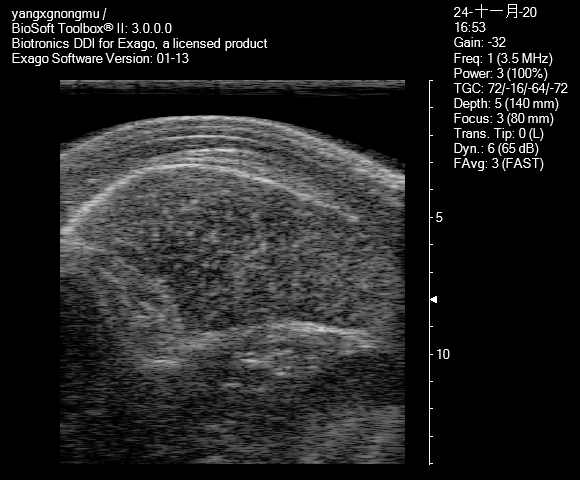 yangxgnongmu /
BioSoft Toolbox® II: 3.0.0.0
Biotronics DDI for Exago, a licensed product
Exago Software Version: 01-13
24-十一月-20
16:53
Gain: -32
Freq: 1 (3.5 MHz)
Power: 3 (100%)
TGC: 72/-16/-64/-72
Depth: 5 (140 mm)
Focus: 3 (80 mm)
Trans. Tip: 0 (L)
Dyn.: 6 (65 dB)
FAvg: 3 (FAST)
5
10